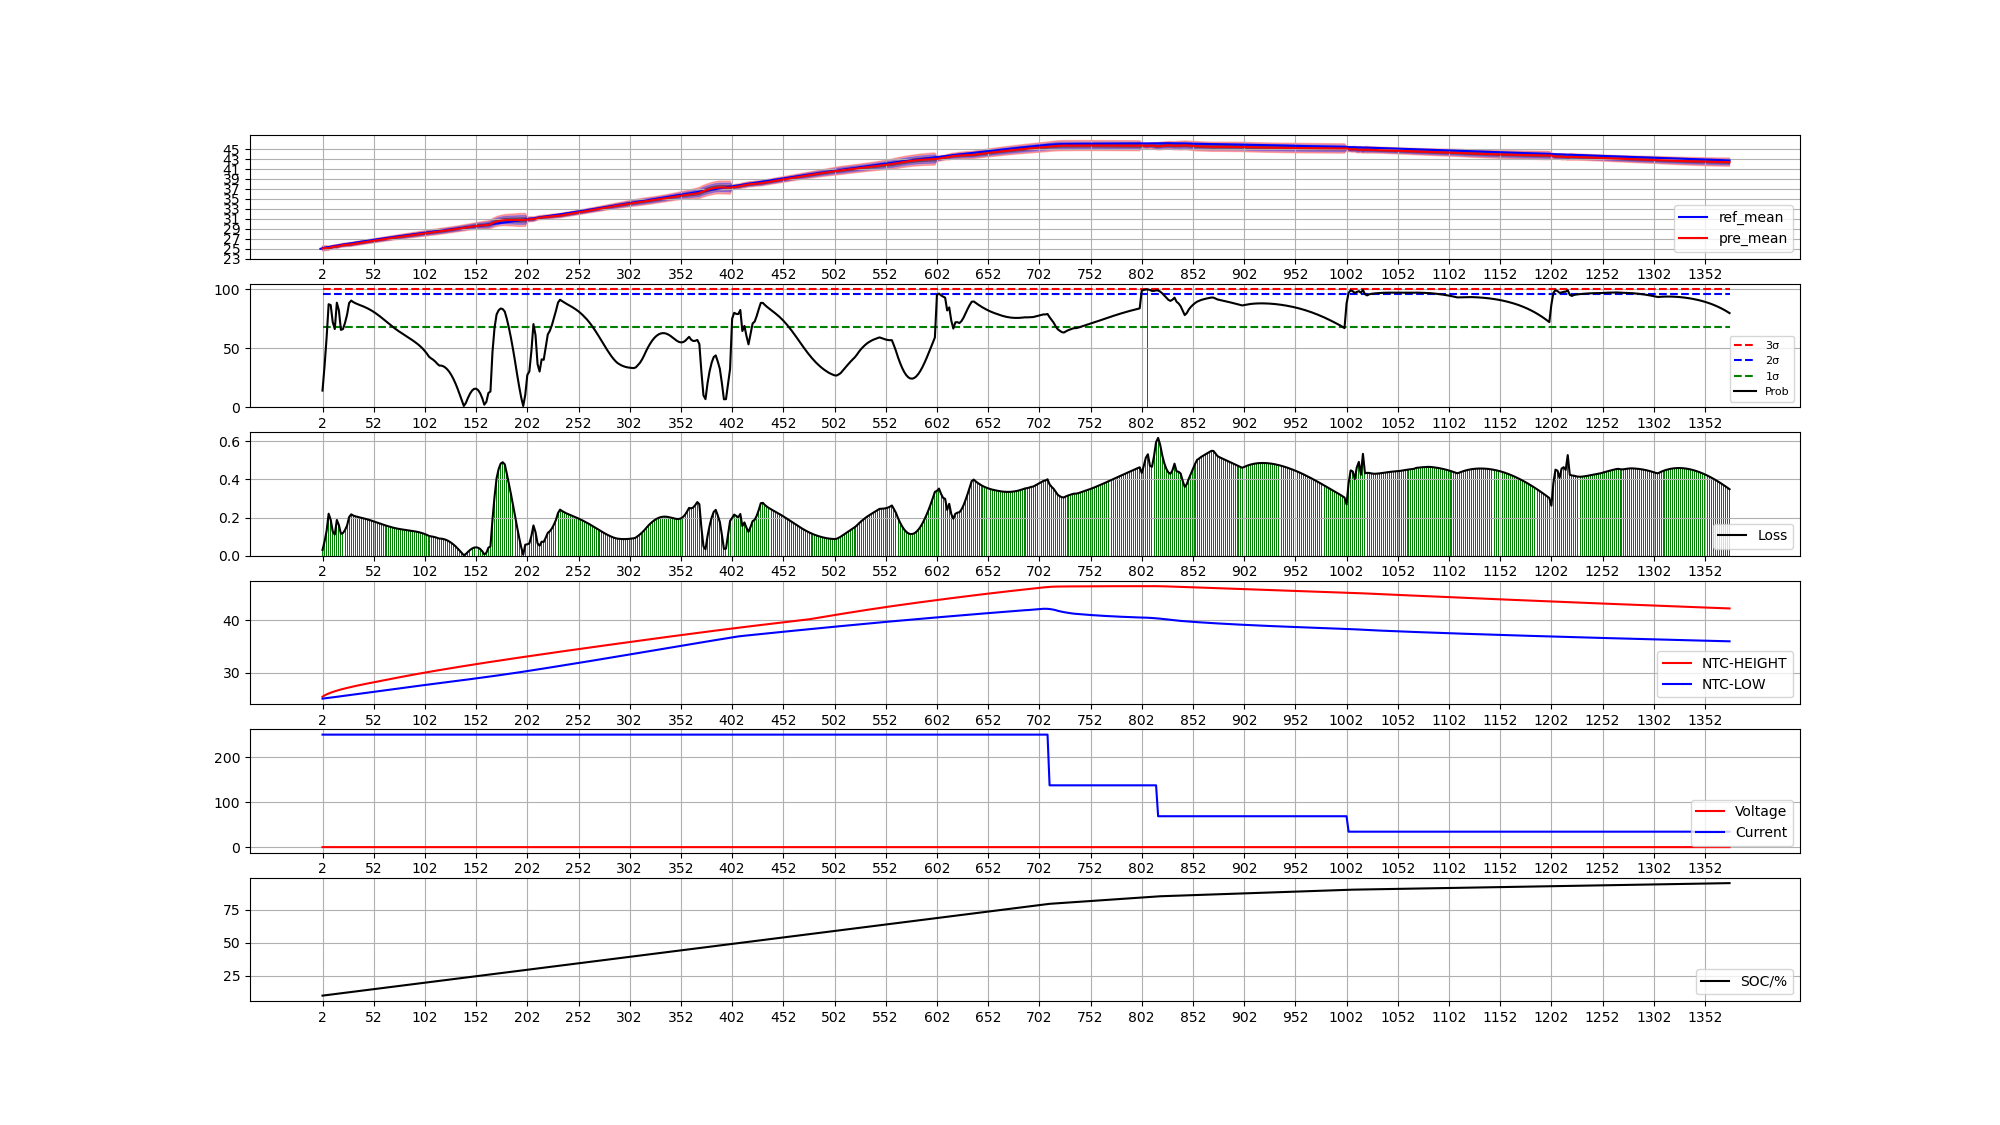 45
43
41
39
37
35
33
31
29
27
25
23
ref_mean
pre_mean
2 52 102 152 202 252 302 352 402 452 502 552 602 652 702 752 802 852 902 952 1002 1052 1102 1152 1202 1252 1302 1352
100
50
0
3σ
2σ
1σ
Prob
2 52 102 152 202 252 302 352 402 452 502 552 602 652 702 752 802 852 902 952 1002 1052 1102 1152 1202 1252 1302 1352
0.6
0.4
0.2
0.0
Loss
2 52 102 152 202 252 302 352 402 452 502 552 602 652 702 752 802 852 902 952 1002 1052 1102 1152 1202 1252 1302 1352
40
30
NTC-HEIGHT
NTC-LOW
2 52 102 152 202 252 302 352 402 452 502 552 602 652 702 752 802 852 902 952 1002 1052 1102 1152 1202 1252 1302 1352
200
100
0
Voltage
Current
2 52 102 152 202 252 302 352 402 452 502 552 602 652 702 752 802 852 902 952 1002 1052 1102 1152 1202 1252 1302 1352
75
50
25
SOC/%
2 52 102 152 202 252 302 352 402 452 502 552 602 652 702 752 802 852 902 952 1002 1052 1102 1152 1202 1252 1302 1352